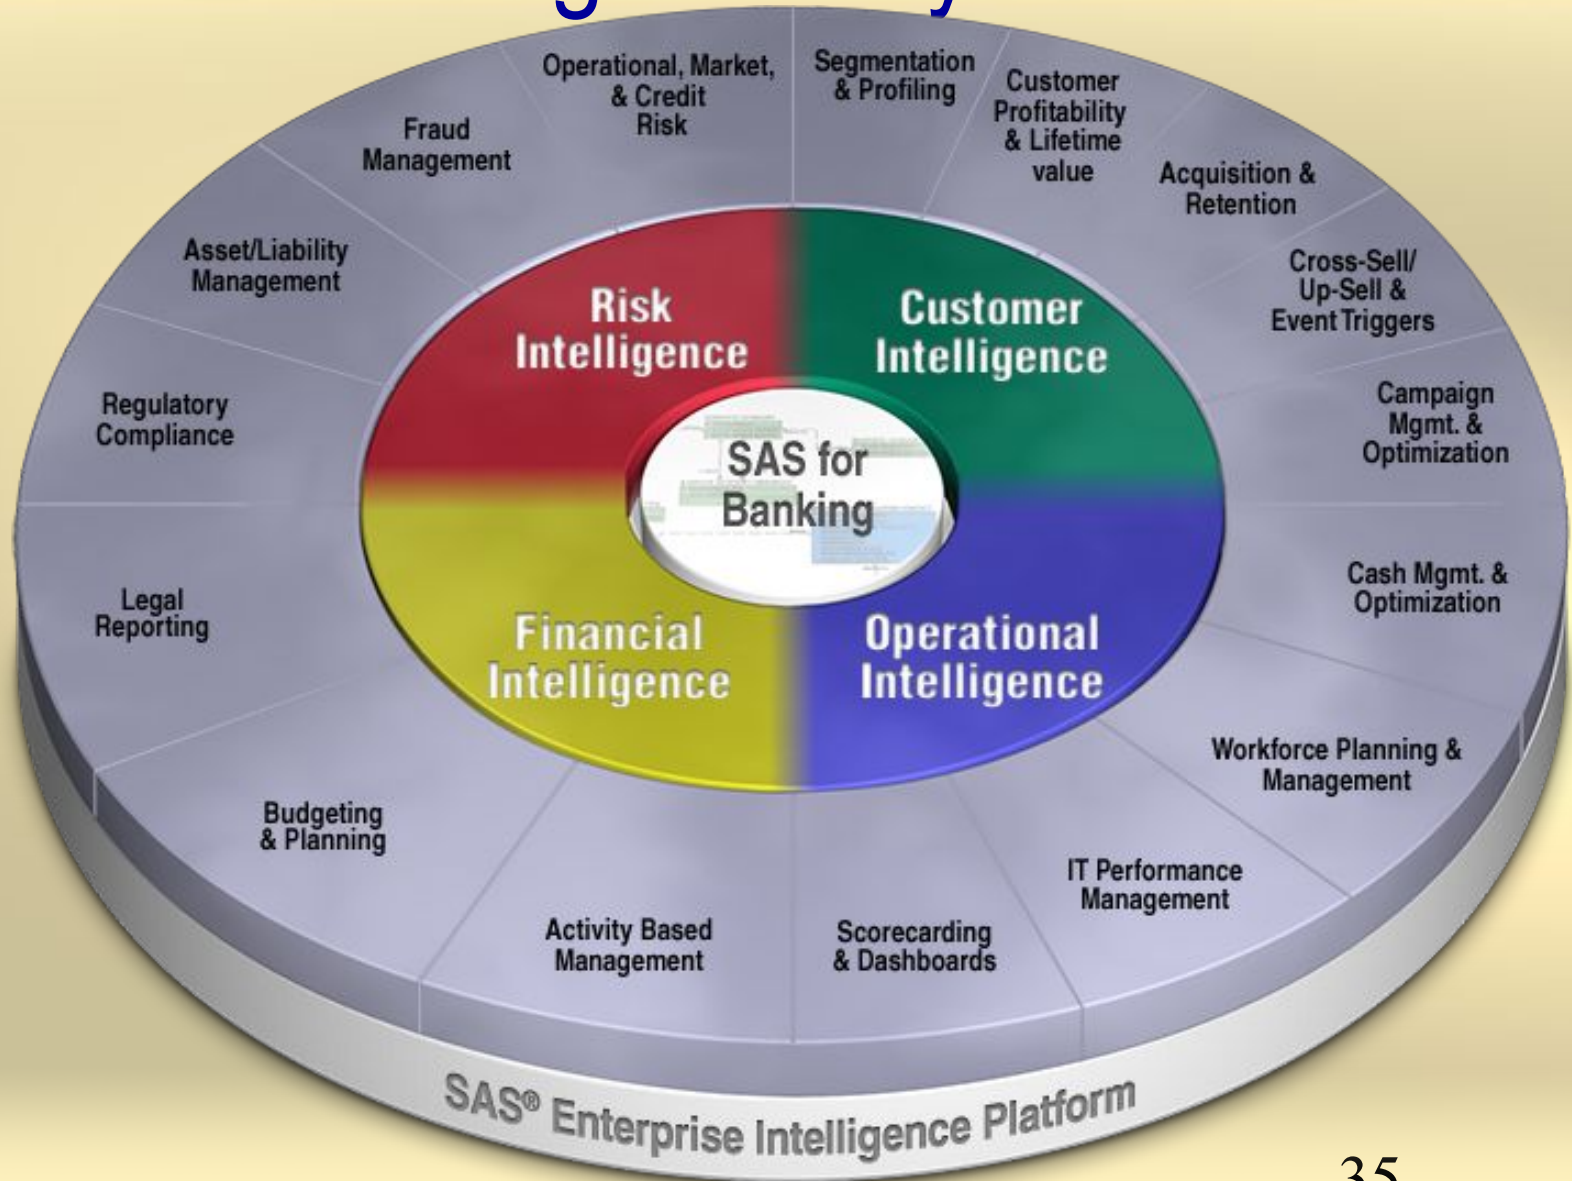 Operational, Market,
& Credit
Risk
Segmentation
& Profiling
Customer
Profitability
& Lifetime
value
Acquisition &
Retention
Cross-Sell/
Up-Sell &
Event Triggers
Campaign
Mgmt. &
Optimization
Cash Mgmt. &
Optimization
Workforce Planning &
Management
IT Performance
Management
Scorecarding
& Dashboards
Activity Based
Management
Budgeting
& Planning
Legal
Reporting
Regulatory
Compliance
Asset/Liability
Management
Fraud
Management
Risk
Intelligence
Customer
Intelligence
SAS for
Banking
Financial
Intelligence
Operational
Intelligence
SAS® Enterprise Intelligence Platform
35